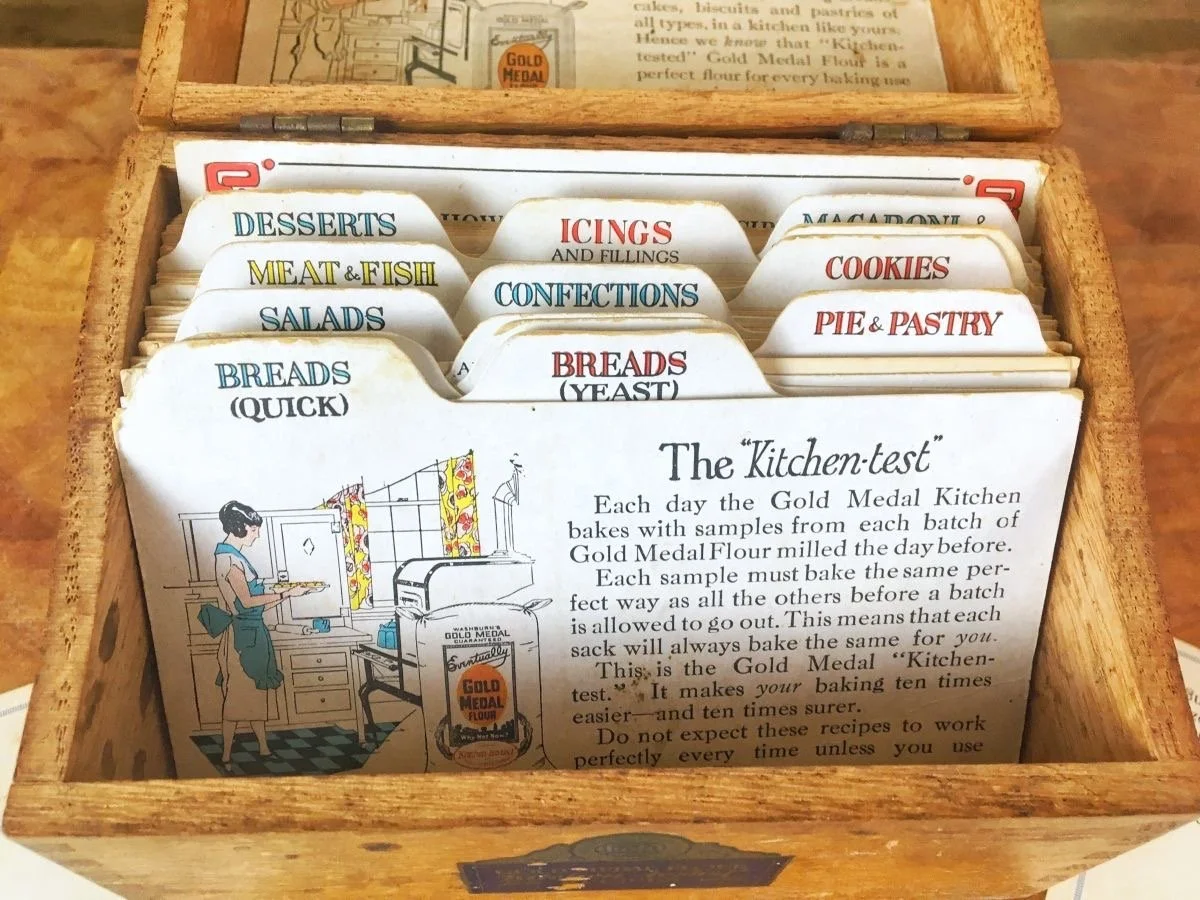 cakes, biscuits and pastries of
all types, in a kitchen like yours.
Hence we know that "Kitchen-
tested" Gold Medal Flour is a
perfect flour for every baking use
GOLD MEDAL
Eventually
GOLD
MEDAL
HOW
DESSERTS
ICINGS
AND FILLINGS
MACARONI &
MEAT & FISH
COOKIES
CONFECTIONS
SALADS
PIE & PASTRY
A
BREADS
(QUICK)
BREADS
(YEAST)
The "Kitchen-test"
Each day the Gold Medal Kitchen
bakes with samples from each batch of
Gold Medal Flour milled the day before.
Each sample must bake the same per-
fect way as all the others before a batch
is allowed to go out. This means that each
sack will always bake the same for you.
This is the Gold Medal "Kitchen-
test." It makes your baking ten times
easier—and ten times surer.
Do not expect these recipes to work
perfectly every time unless you use
WASHBURN'S
GOLD MEDAL
GUARANTEED
Eventually
GOLD
MEDAL
FLOUR
Why Not Now?